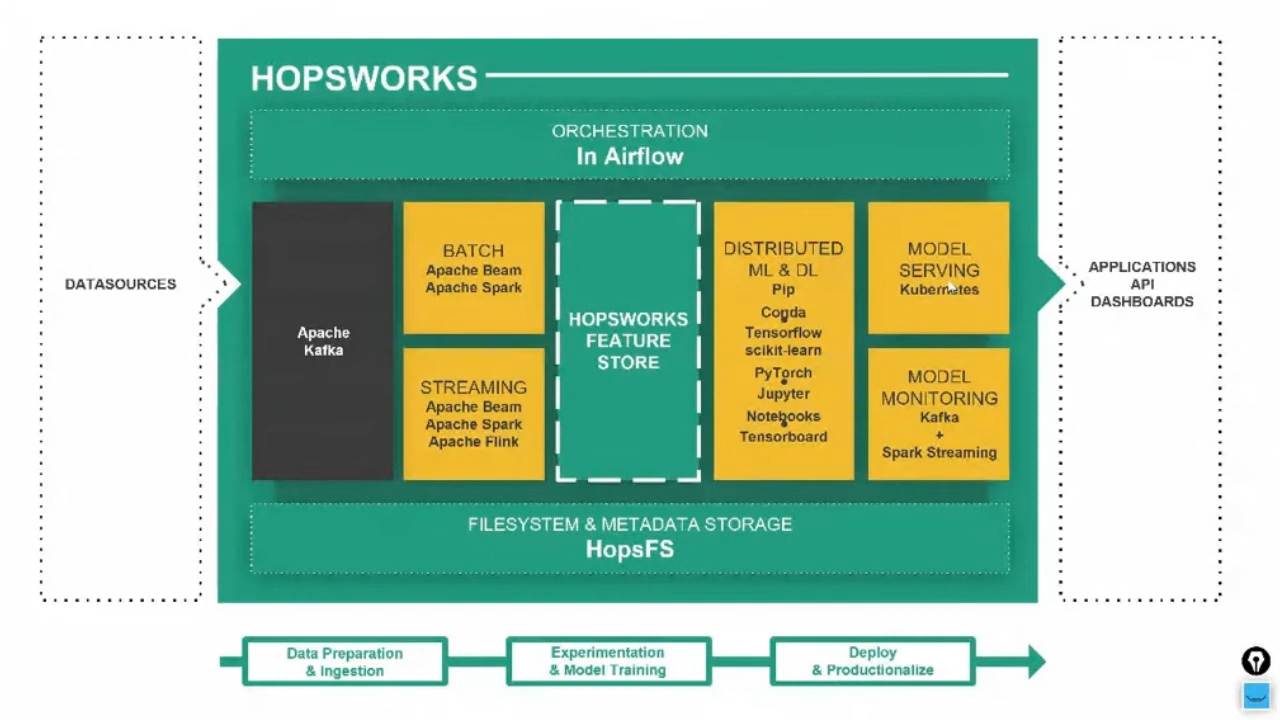 HOPSWORKS
ORCHESTRATION
In Airflow
DATASOURCES
Apache
Kafka
BATCH
Apache Beam
Apache Spark
STREAMING
Apache Beam
Apache Spark
Apache Flink
HOPSWORKS
FEATURE
STORE
DISTRIBUTED
ML & DL
Pip
Conda
Tensorflow
scikit-learn
PyTorch
Jupyter
Notebooks
Tensorboard
MODEL
SERVING
Kubernetes
MODEL
MONITORING
Kafka
+
Spark Streaming
APPLICATIONS
API
DASHBOARDS
FILESYSTEM & METADATA STORAGE
HopsFS
Data Preparation
& Ingestion
Experimentation
& Model Training
Deploy
& Productionalize